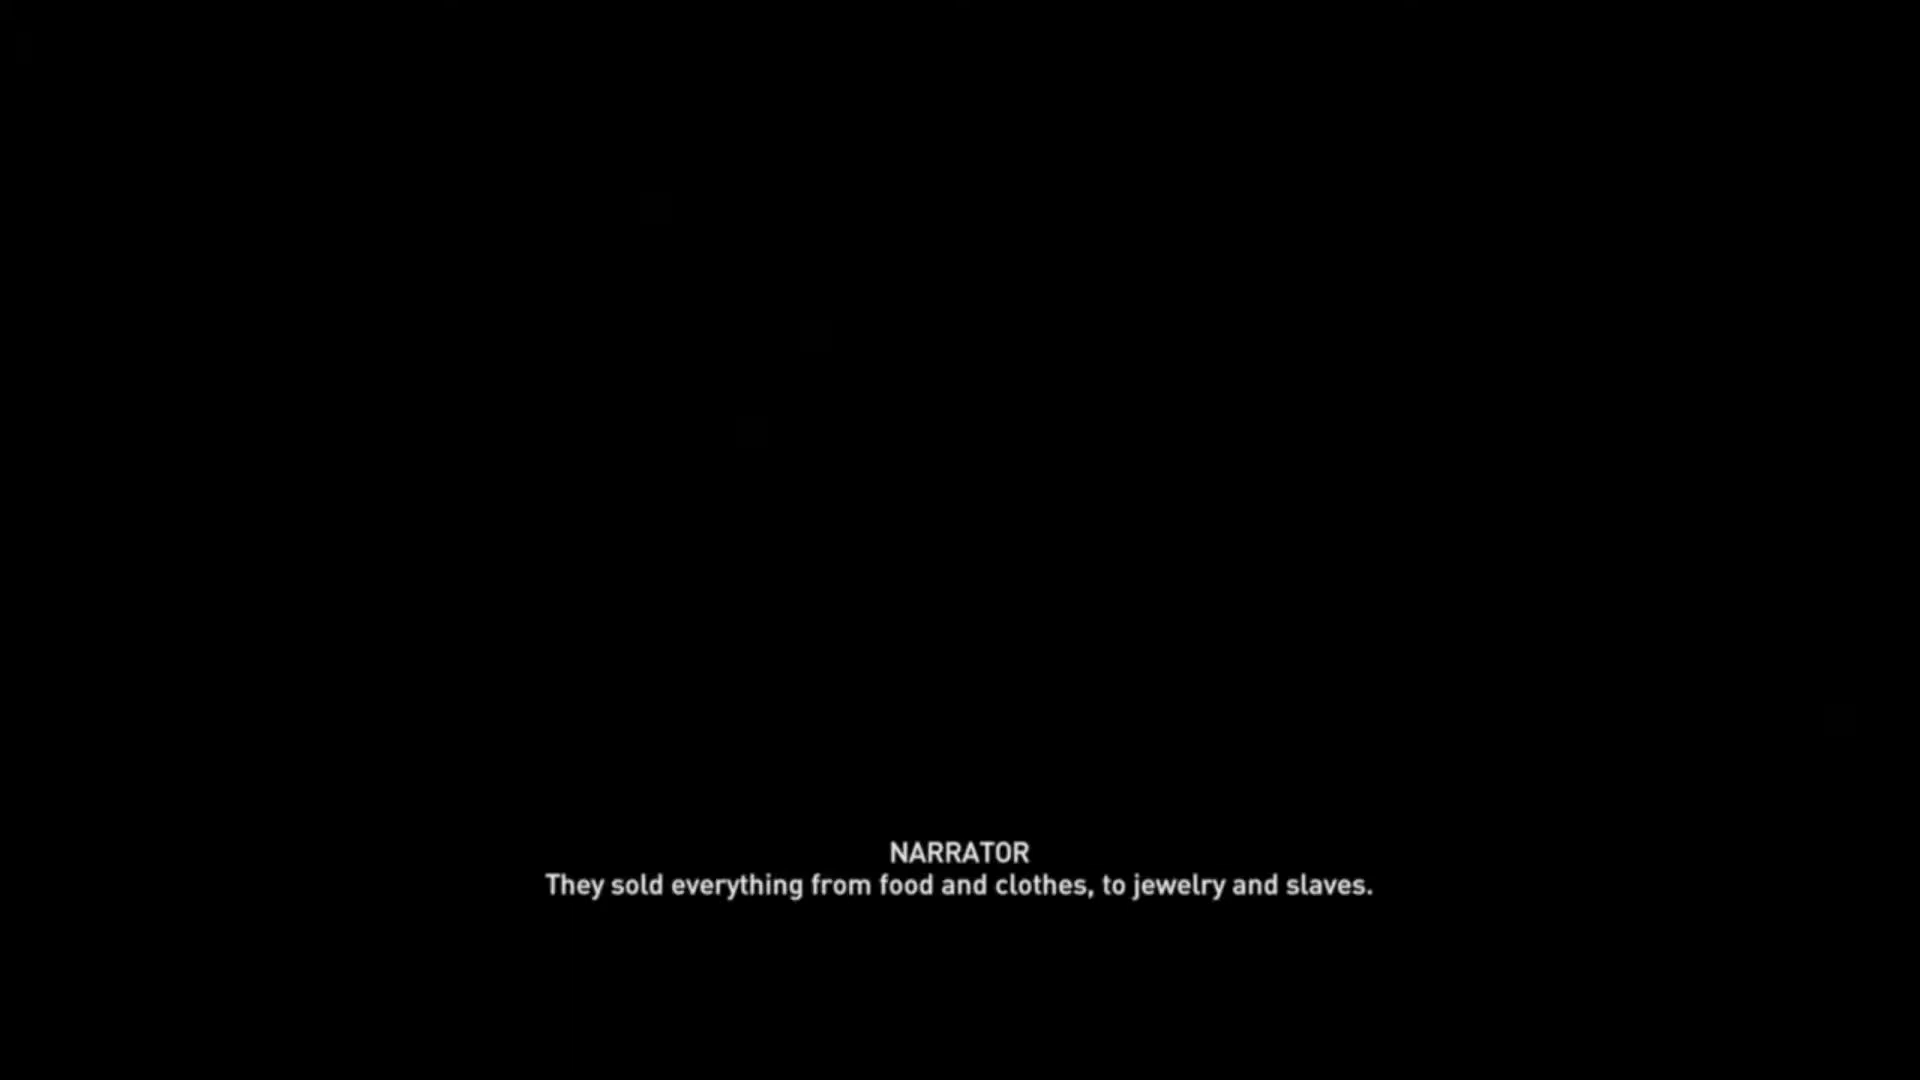 NARRATOR
They sold everything from food and clothes, to jewelry and slaves.